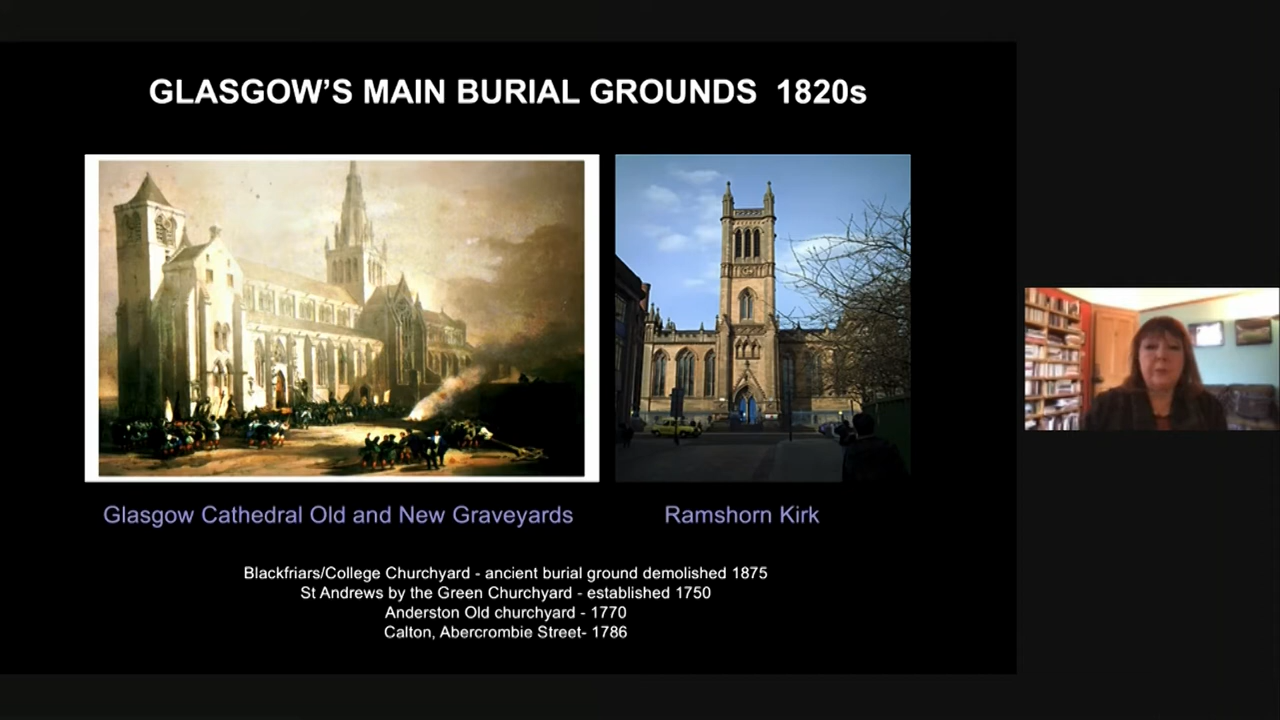 GLASGOW’S MAIN BURIAL GROUNDS 1820s
Glasgow Cathedral Old and New Graveyards
Ramshorn Kirk
Blackfriars/College Churchyard - ancient burial ground demolished 1875
St Andrews by the Green Churchyard - established 1750
Anderston Old churchyard - 1770
Calton, Abercrombie Street- 1786